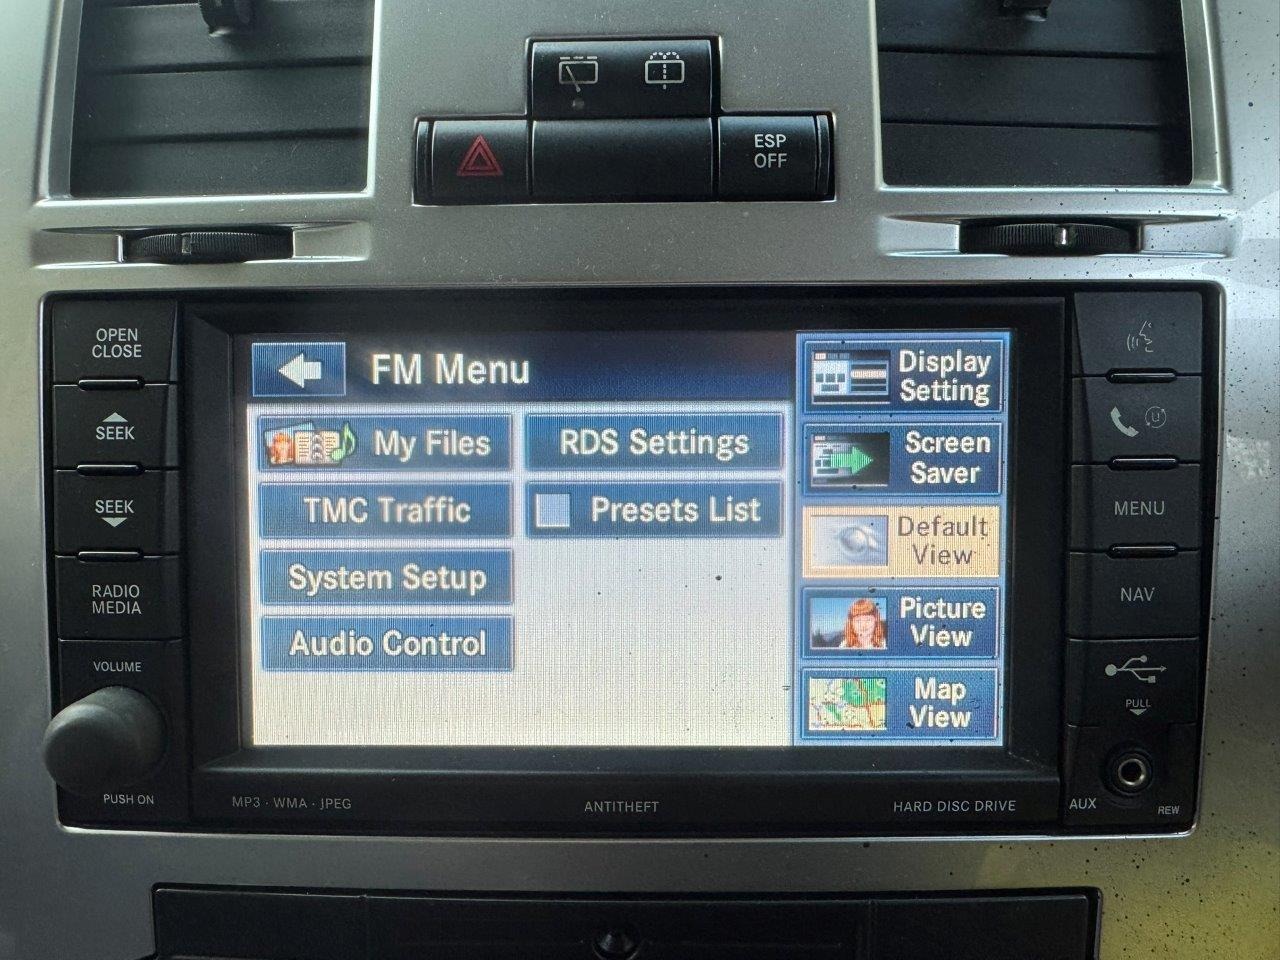 ESP
OFF
OPEN
CLOSE
SEEK
SEEK
RADIO
MEDIA
VOLUME
PUSH ON
FM Menu
My Files
RDS Settings
TMC Traffic
Presets List
System Setup
Audio Control
Display
Setting
Screen
Saver
Default
View
Picture
View
Map
View
MENU
NAV
PULL
MP3 · WMA · JPEG
ANTITHEFT
HARD DISC DRIVE
AUX
REW